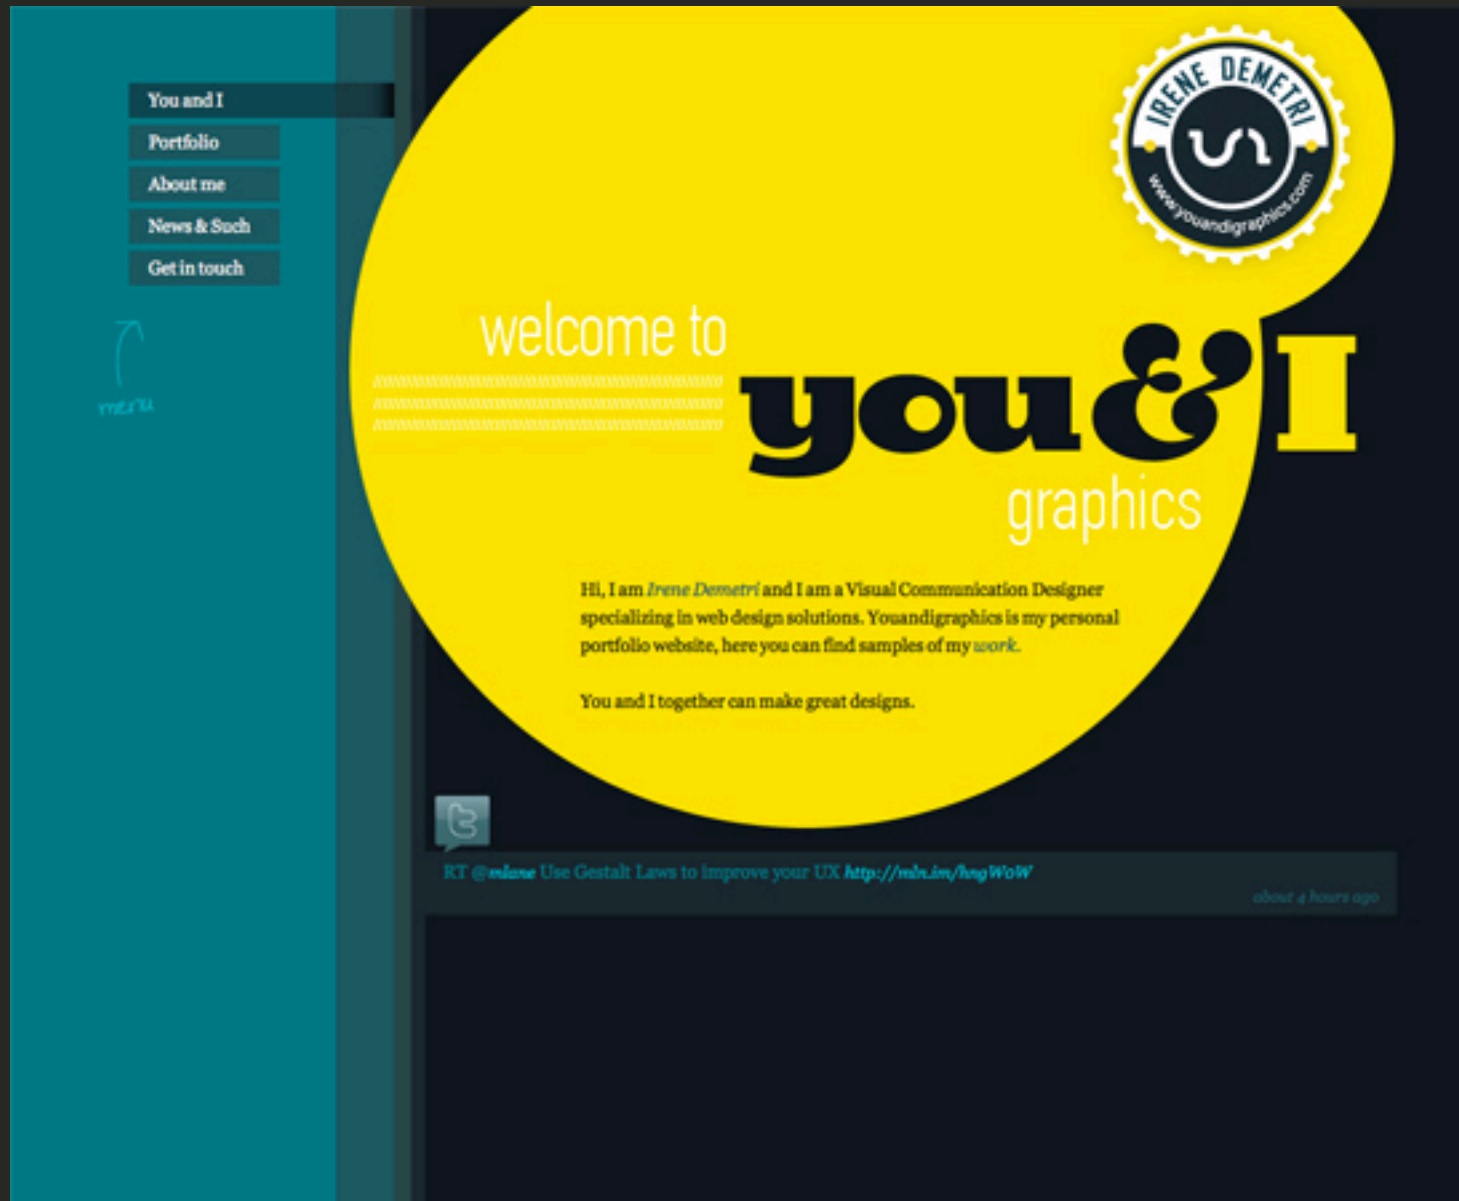 You and I
Portfolio
About me
News & Such
Get in touch
menu
IRENE DEMETRI
www.youandigraphics.com
welcome to
you & I
graphics
Hi, I am Irene Demetri and I am a Visual Communication Designer
specializing in web design solutions. Youandigraphics is my personal
portfolio website, here you can find samples of my work.
You and I together can make great designs.
t
RT @mlane Use Gestalt Laws to improve your UX http://mln.im/hngWoW
about 4 hours ago